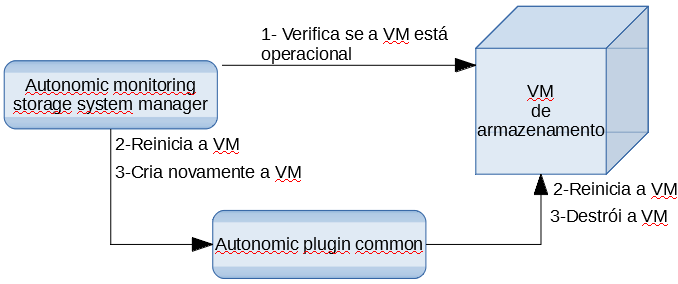 1- Verifica se a VM está
operacional
Autonomic monitoring
storage system manager
VM
de
armazenamento
2-Reinicia a VM
3-Cria novamente a VM
2-Reinicia a VM
3-Destrói a VM
Autonomic plugin common